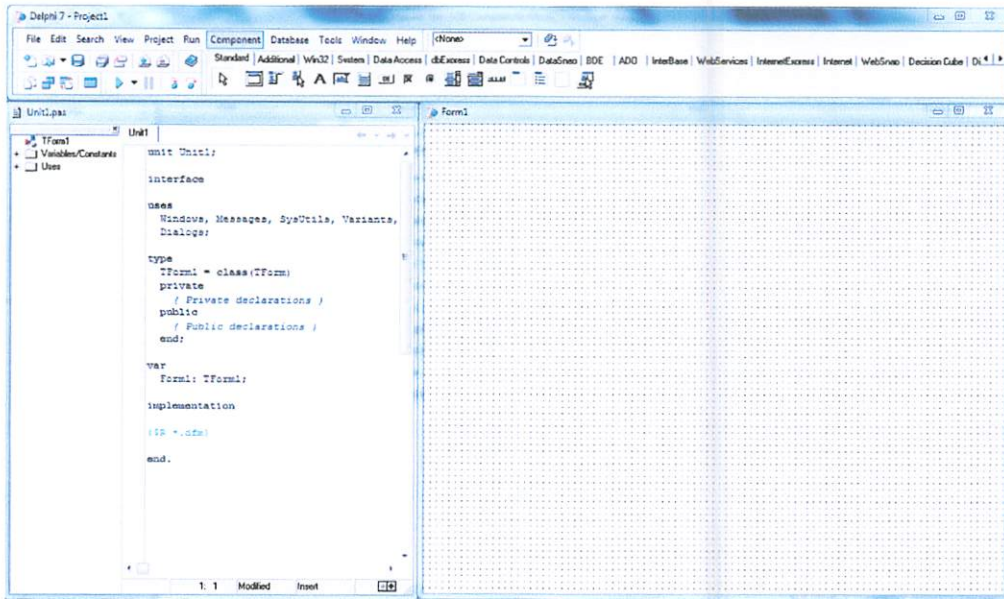 Delphi 7 - Project1
File Edit Search View Project Run Component Database Tools Window Help <None>
Standard | Additional | Win32 | System | Data Access | dbExpress | Data Controls | DataSnap | BDE | ADO | InterBase | WebServices | InternetExpress | Internet | WebSnap | Decision Cube |
Unit1.pas
TForm1
Variables/Constants
Uses
Unit1
unit Unit1;
interface
uses
Windows, Messages, SysUtils, Variants,
Dialogs;
type
TForm1 = class(TForm)
private
{ Private declarations }
public
{ Public declarations }
end;
var
Form1: TForm1;
implementation
{$R *.dfm}
end.
1: 1 Modified Insert
Form1